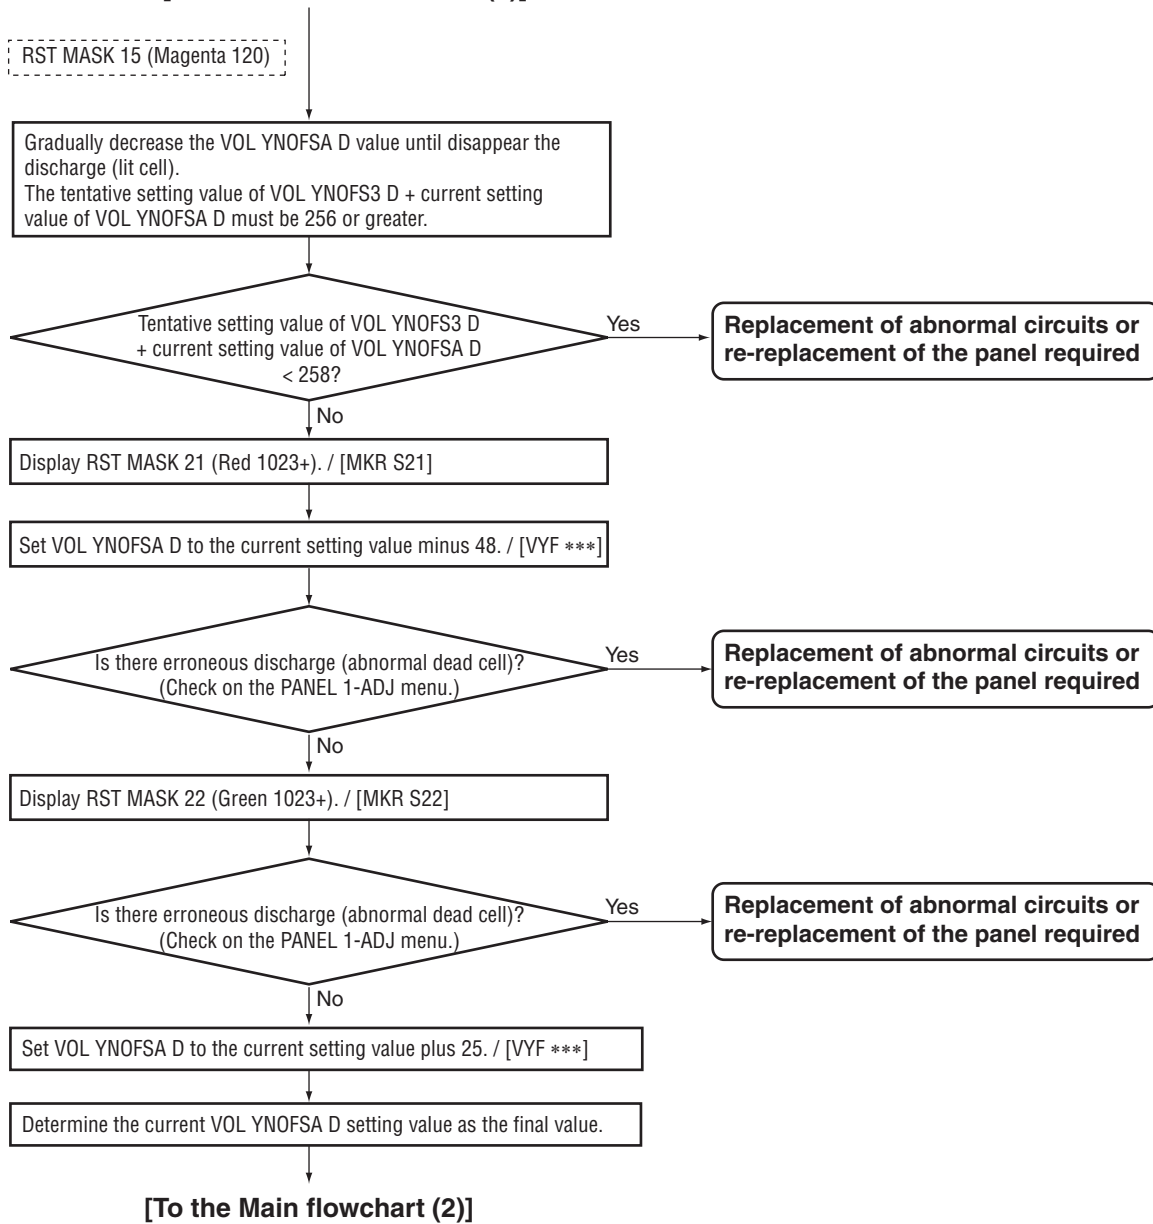 RST MASK 15 (Magenta 120)
Gradually decrease the VOL YNOFSA D value until disappear the
discharge (lit cell).
The tentative setting value of VOL YNOFS3 D + current setting
value of VOL YNOFSA D must be 256 or greater.
Tentative setting value of VOL YNOFS3 D
+ current setting value of VOL YNOFSA D
< 258?
Yes
Replacement of abnormal circuits or
re-replacement of the panel required
No
Display RST MASK 21 (Red 1023+). / [MKR S21]
Set VOL YNOFSA D to the current setting value minus 48. / [VYF ***]
Is there erroneous discharge (abnormal dead cell)?
(Check on the PANEL 1-ADJ menu.)
Yes
Replacement of abnormal circuits or
re-replacement of the panel required
No
Display RST MASK 22 (Green 1023+). / [MKR S22]
Is there erroneous discharge (abnormal dead cell)?
(Check on the PANEL 1-ADJ menu.)
Yes
Replacement of abnormal circuits or
re-replacement of the panel required
No
Set VOL YNOFSA D to the current setting value plus 25. / [VYF ***]
Determine the current VOL YNOFSA D setting value as the final value.
[To the Main flowchart (2)]